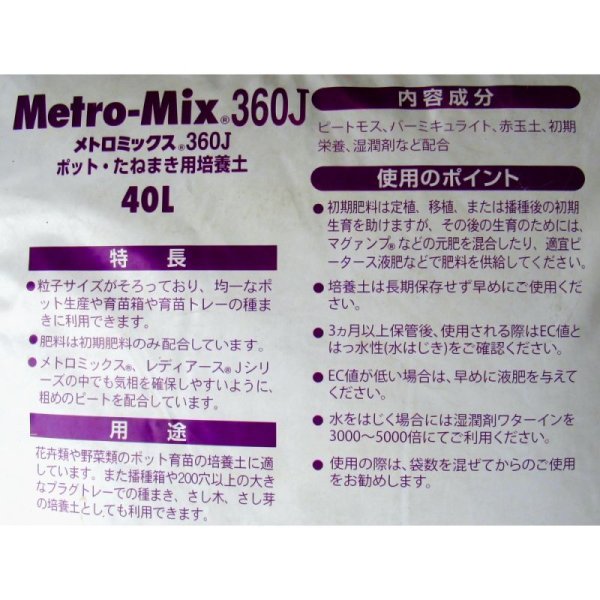 Metro-Mix®360J
メトロミックス®360J
ポット・たねまき用培養土
40L
特長
●粒子サイズがそろっており、均一なポ
ット生産や育苗箱や育苗トレーの種ま
きに利用できます。
●肥料は初期肥料のみ配合しています。
●メトロミックス®、レディアース®Jシリ
ーズの中でも気相を確保しやすいように、
粗めのピートを配合しています。
用途
花卉類や野菜類のポット育苗の培養土に適
しています。また播種箱や200穴以上の大き
なプラグトレーでの種まき、さし木、さし芽
の培養土としても利用できます。
内容成分
ピートモス、バーミキュライト、赤玉土、初期
栄養、湿潤剤など配合
使用のポイント
●初期肥料は定植、移植、または播種後の初期
生育を助けますが、その後の生育のためには、
マグァンプ®などの元肥を混合したり、適宜ピ
ータース液肥などで肥料を供給してください。
●培養土は長期保存せず早めにご使用くだ
さい。
●3ヵ月以上保管後、使用される際はEC値と
はっ水性(水はじき)をご確認ください。
●EC値が低い場合は、早めに液肥を与えて
ください。
●水をはじく場合には湿潤剤ワターインを
3000〜5000倍にてご利用ください。
●使用の際は、袋数を混ぜてからのご使用
をお勧めします。